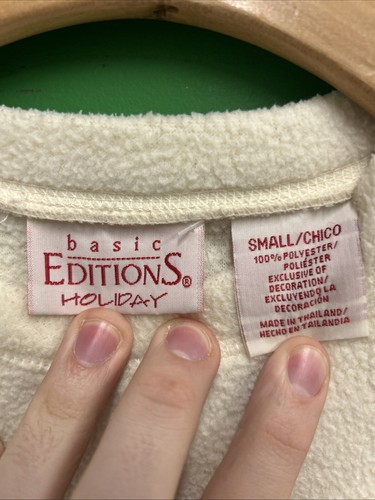 basic
EDITIONS®
HOLIDAY
SMALL/CHICO
100% POLYESTER/
POLIÉSTER
EXCLUSIVE OF
DECORATION/
EXCLUYENDO LA
DECORACIÓN
MADE IN THAILAND/
HECHO EN TAILANDIA